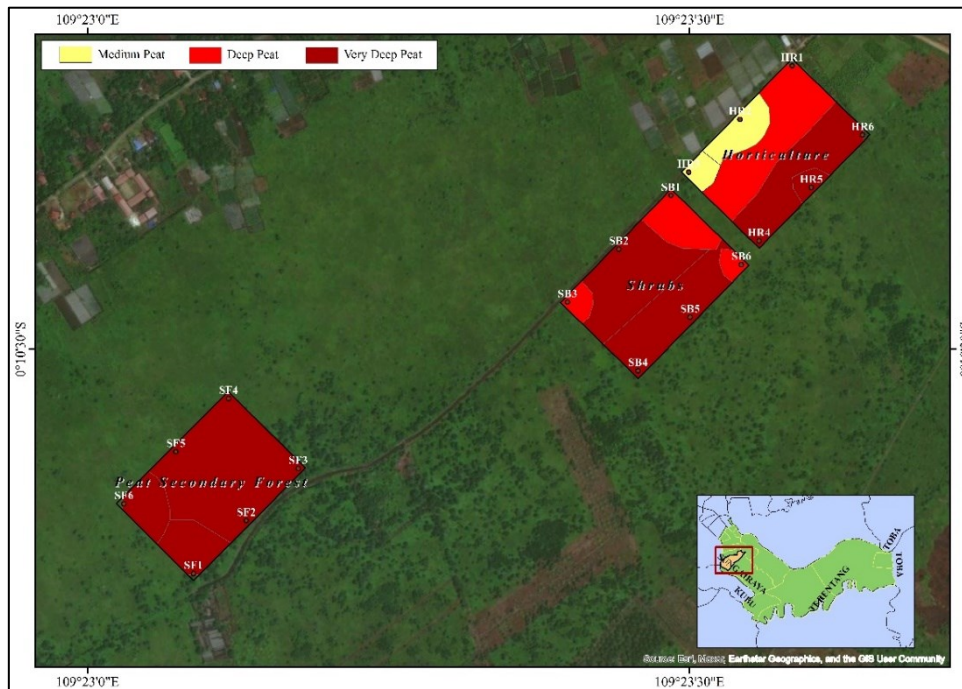 109°23'0"E
109°23'30"E
Medium Peat
Deep Peat
Very Deep Peat
HR1
HR6
Horticulture
HR5
SB1
HR4
SB2
SB6
Shrubs
SB3
SB5
0°10'30"S
SB4
SF4
SF5
SF3
Peat Secondary Forest
SF6
SF2
SF1
TOBA
TOBA
KUBU
Source: Esri, Maxar, Earthstar Geographics, and the GIS User Community
109°23'0"E
109°23'30"E